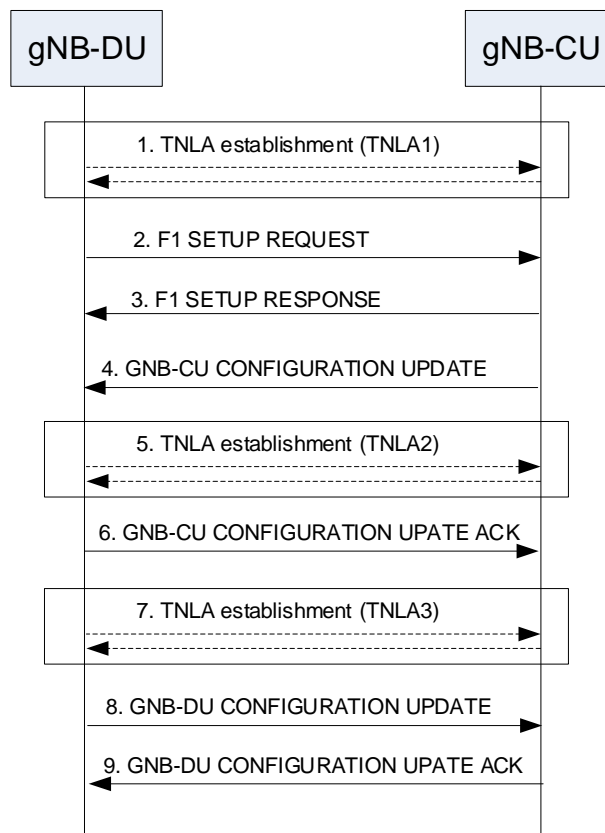 gNB-DU
gNB-CU
1. TNLA establishment (TNLA1)
2. F1 SETUP REQUEST
3. F1 SETUP RESPONSE
4. GNB-CU CONFIGURATION UPDATE
5. TNLA establishment (TNLA2)
6. GNB-CU CONFIGURATION UPATE ACK
7. TNLA establishment (TNLA3)
8. GNB-DU CONFIGURATION UPDATE
9. GNB-DU CONFIGURATION UPATE ACK